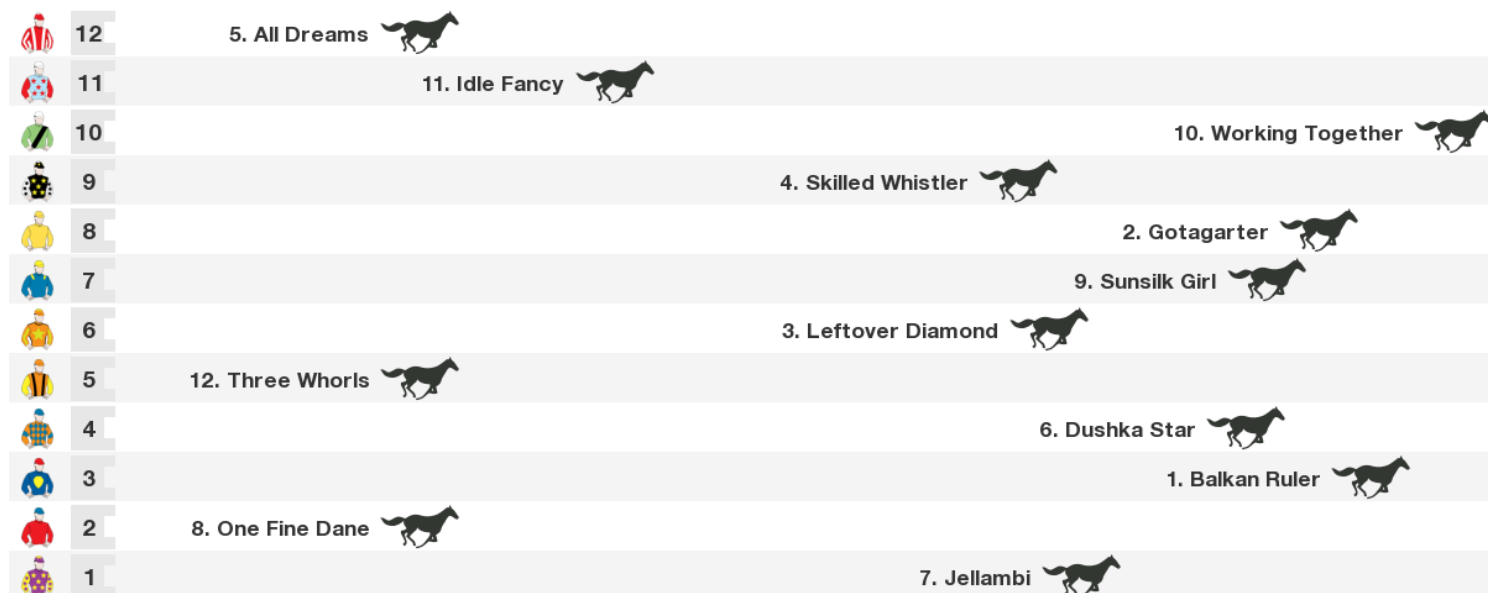 12 5. All Dreams
11 11. Idle Fancy
10 10. Working Together
9 4. Skilled Whistler
8 2. Gotagarter
7 9. Sunsilk Girl
6 3. Leftover Diamond
5 12. Three Whorls
4 6. Dushka Star
3 1. Balkan Ruler
2 8. One Fine Dane
1 7. Jellambi